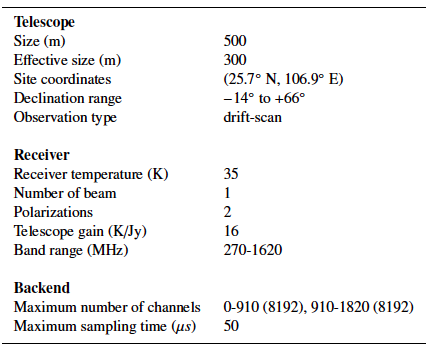 Telescope
Size (m) 500
Effective size (m) 300
Site coordinates (25.7° N, 106.9° E)
Declination range −14° to +66°
Observation type drift-scan
Receiver
Receiver temperature (K) 35
Number of beam 1
Polarizations 2
Telescope gain (K/Jy) 16
Band range (MHz) 270-1620
Backend
Maximum number of channels 0-910 (8192), 910-1820 (8192)
Maximum sampling time (μs) 50